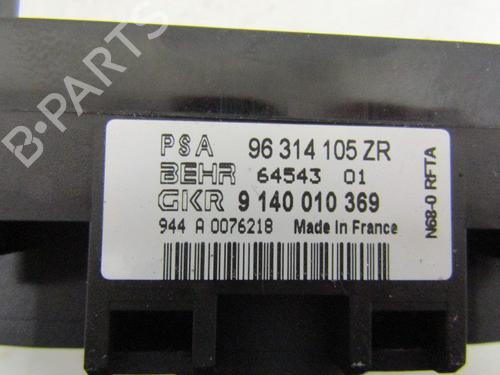 PSA 96 314 105 ZR
BEHR 64543 01
GKR 9 140 010 369
944 A 0076218 Made in France
N68-0 RFTA
B-PARTS